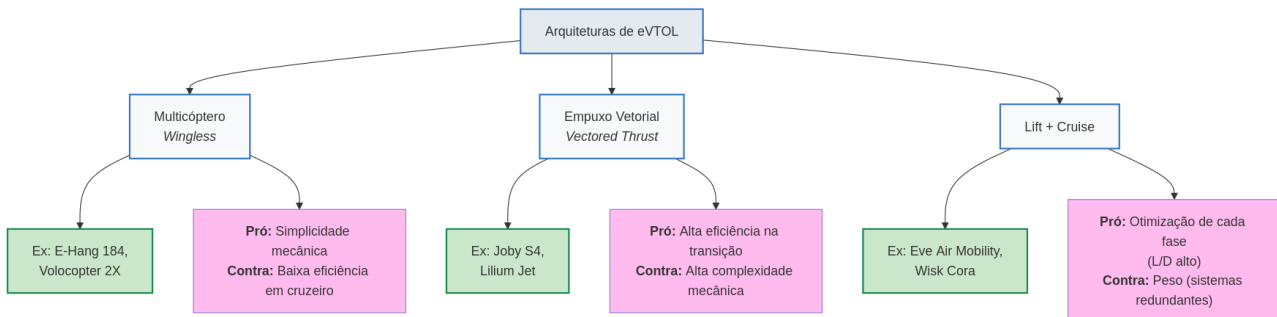 Arquiteturas de eVTOL
Multicóptero
Wingless
Empuxo Vetorial
Vectored Thrust
Lift + Cruise
Ex: E-Hang 184,
Volocopter 2X
Pró: Simplicidade
mecânica
Contra: Baixa eficiência
em cruzeiro
Ex: Joby S4,
Lilium Jet
Pró: Alta eficiência na
transição
Contra: Alta complexidade
mecânica
Ex: Eve Air Mobility,
Wisk Cora
Pró: Otimização de cada
fase
(L/D alto)
Contra: Peso (sistemas
redundantes)